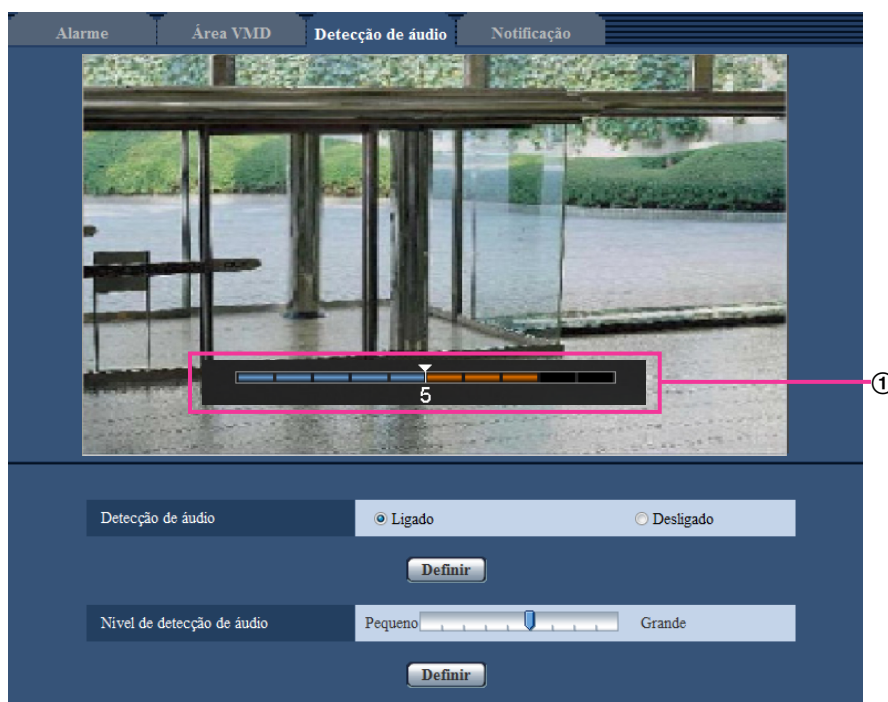 Alarme Área VMD Detecção de áudio Notificação
5
①
Detecção de áudio Ligado Desligado
Definir
Nivel de detecção de áudio Pequeno Grande
Definir